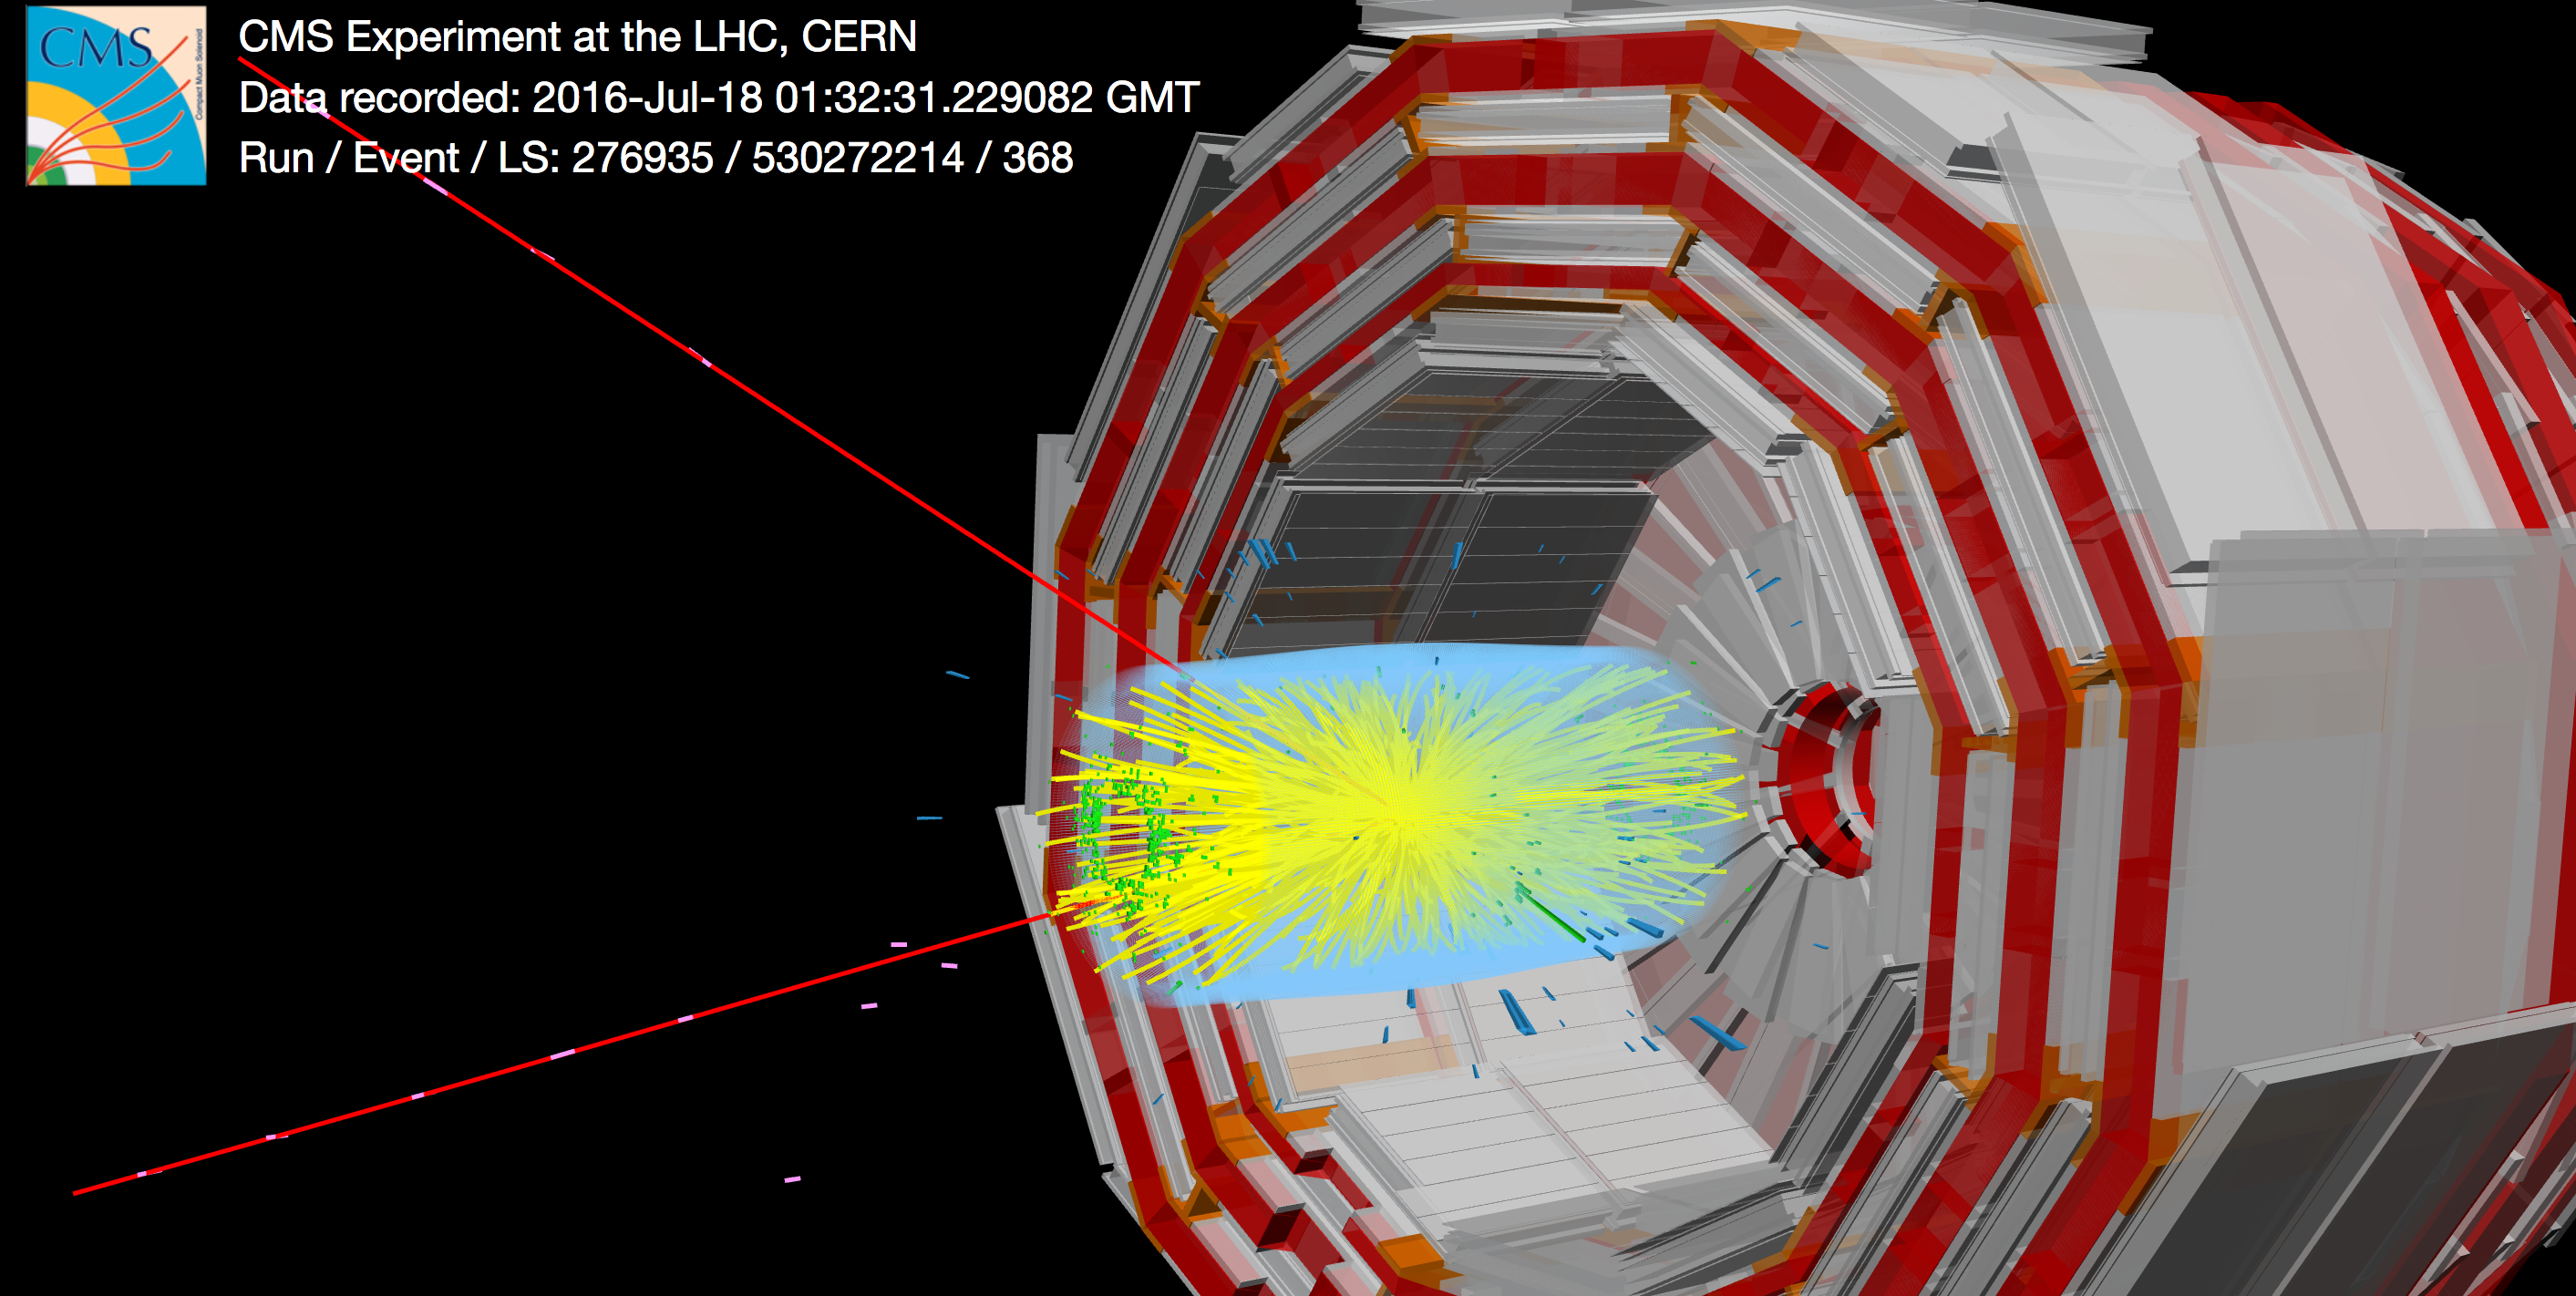 CMS
Compact Muon Solenoid
CMS Experiment at the LHC, CERN
Data recorded: 2016-Jul-18 01:32:31.229082 GMT
Run / Event / LS: 276935 / 530272214 / 368